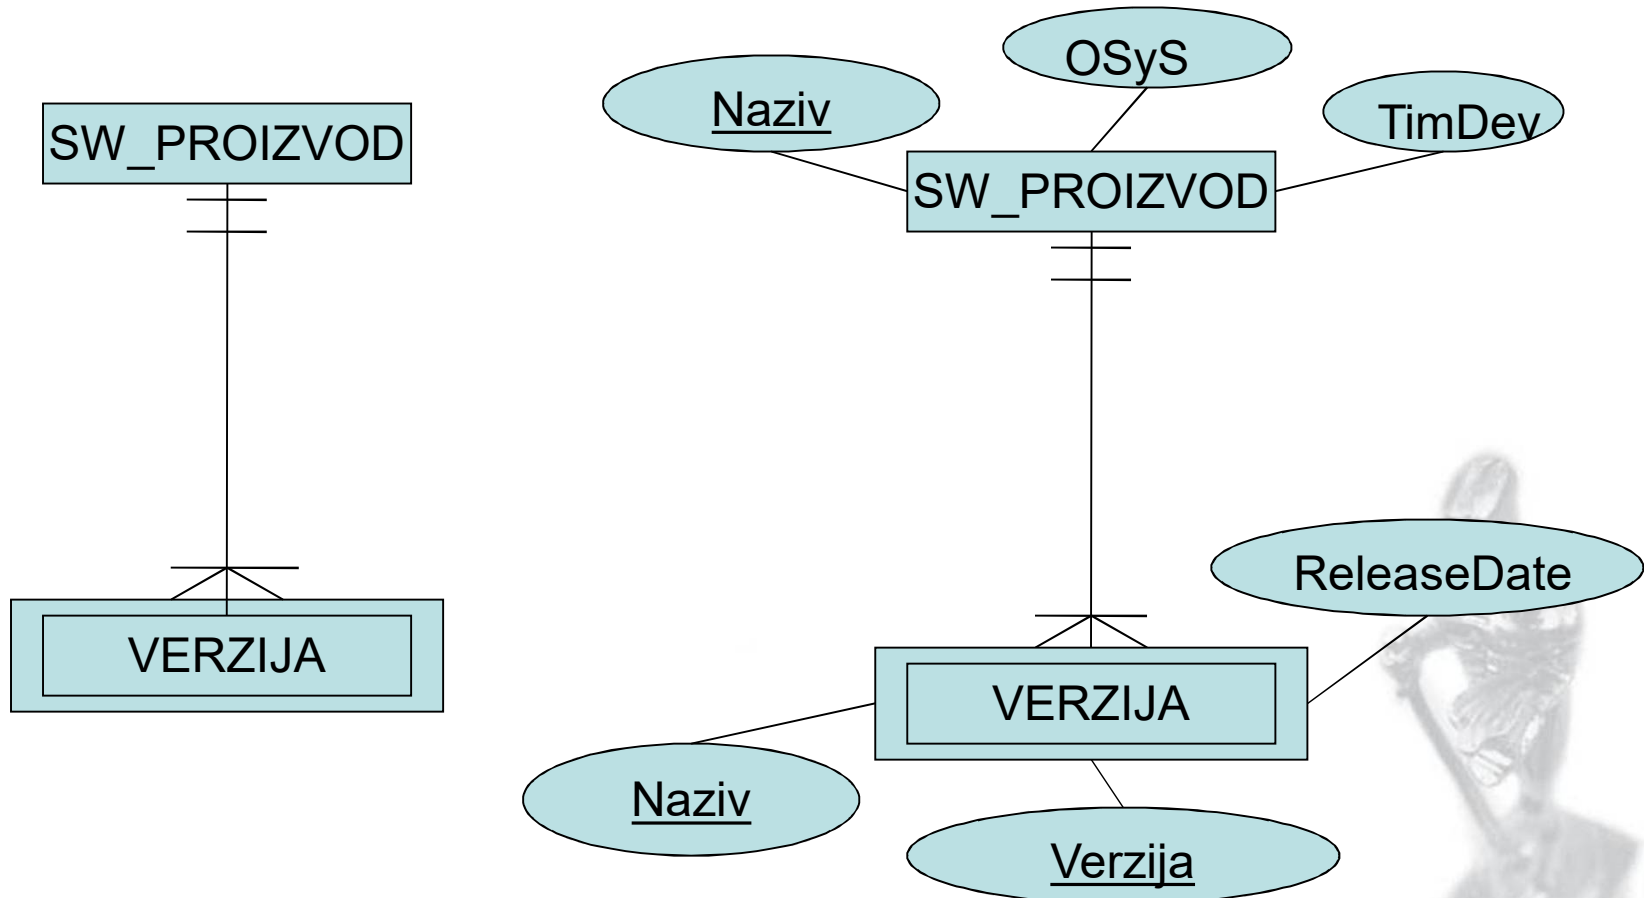 SW_PROIZVOD
VERZIJA
OSyS
Naziv
TimDev
SW_PROIZVOD
ReleaseDate
VERZIJA
Naziv
Verzija